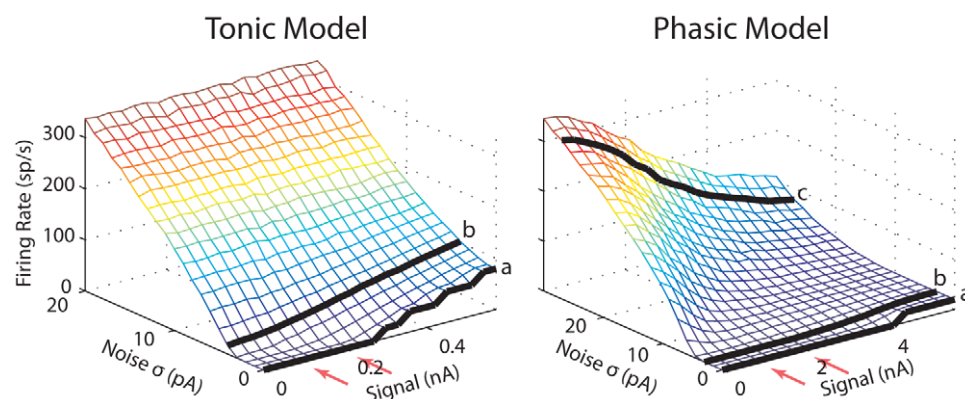 Tonic Model
Phasic Model
Firing Rate (sp/s)
300
200
100
0
20
10
0
Noise σ (pA)
0
0.2
0.4
Signal (nA)
b
a
20
10
0
Noise σ (pA)
0
2
4
Signal (nA)
c
b
a